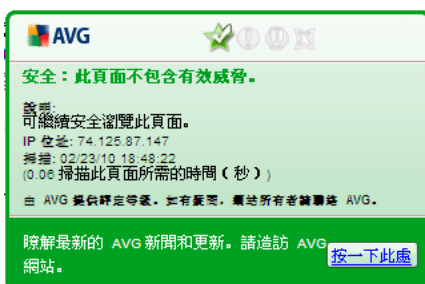 AVG
安全：此頁面不包含有效威脅。
說明:
可繼續安全瀏覽此頁面。
IP 位址: 74.125.87.147
掃描: 02/23/10 18:48:22
(0.06 掃描此頁面所需的時間（秒）)
由 AVG 提供評定等級。如有疑問，網站所有者請聯絡 AVG。
瞭解最新的 AVG 新聞和更新。請造訪 AVG
網站。
按一下此處